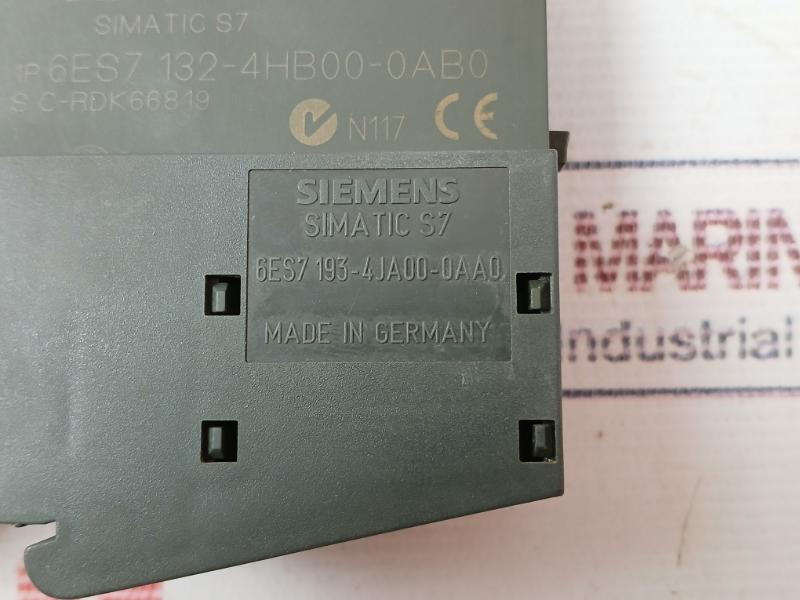 SIMATIC S7
1P 6ES7 132-4HB00-0AB0
S C-RDK66819
N117 CE
SIEMENS
SIMATIC S7
6ES7 193-4JA00-0AA0
MADE IN GERMANY
MARIN
ndustrial